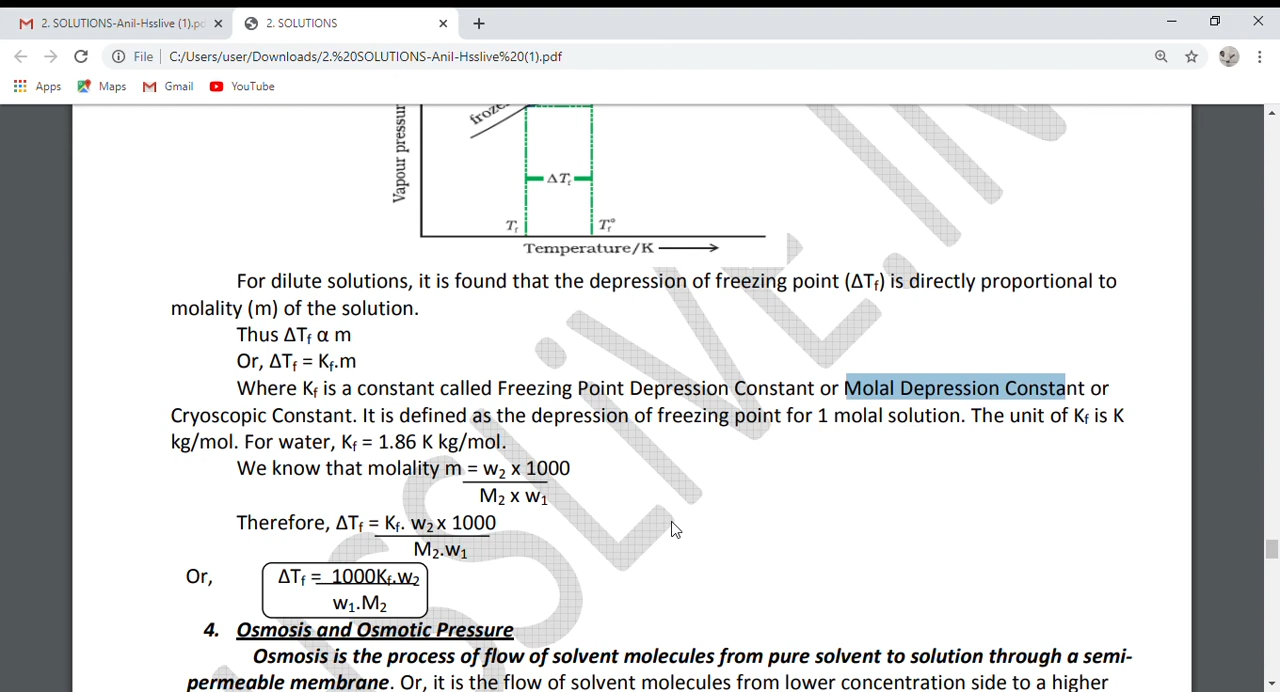 2. SOLUTIONS-Anil-Hsslive (1).pd
2. SOLUTIONS
File
C:/Users/user/Downloads/2.%20SOLUTIONS-Anil-Hsslive%20(1).pdf
Apps
Maps
Gmail
YouTube
froze
Vapour pressur
ΔTf
Tf
Tf°
Temperature/K
For dilute solutions, it is found that the depression of freezing point (ΔTf) is directly proportional to
molality (m) of the solution.
Thus ΔTf α m
Or, ΔTf = Kf.m
Where Kf is a constant called Freezing Point Depression Constant or Molal Depression Constant or
Cryoscopic Constant. It is defined as the depression of freezing point for 1 molal solution. The unit of Kf is K
kg/mol. For water, Kf = 1.86 K kg/mol.
We know that molality m = w2 x 1000
M2 x w1
Therefore, ΔTf = Kf. w2 x 1000
M2.w1
Or,
ΔTf = 1000Kf.w2
w1.M2
4. Osmosis and Osmotic Pressure
Osmosis is the process of flow of solvent molecules from pure solvent to solution through a semi-
permeable membrane. Or, it is the flow of solvent molecules from lower concentration side to a higher